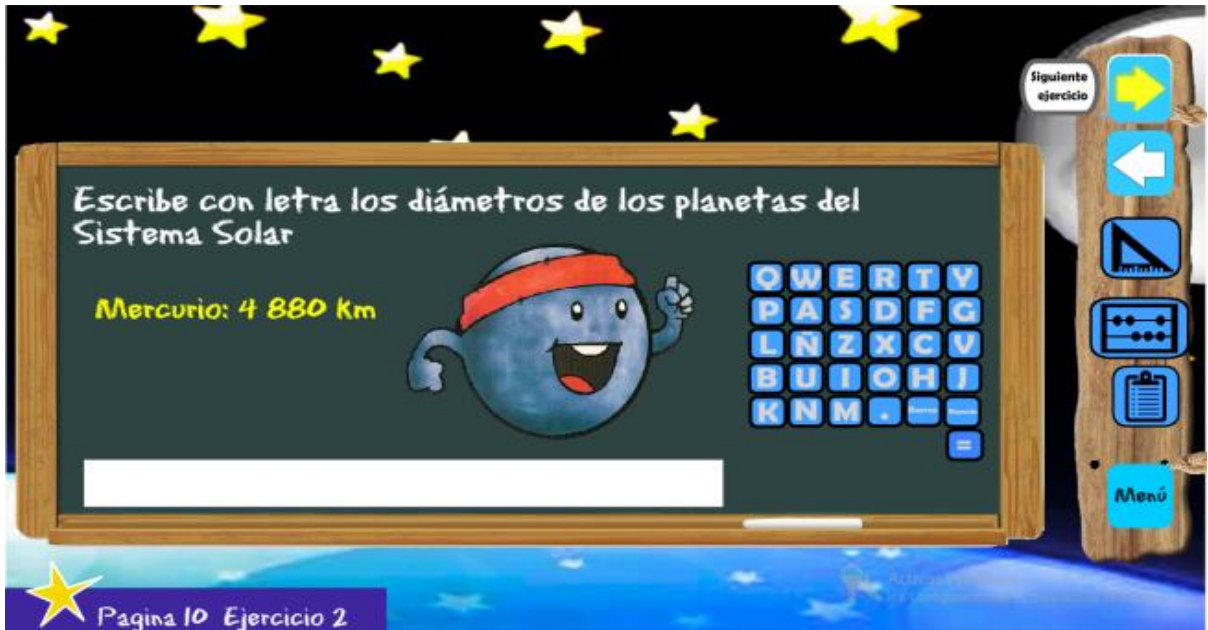 Siguiente
ejercicio
Escribe con letra los diámetros de los planetas del
Sistema Solar
Mercurio: 4 880 Km
Q W E R T Y
P A S D F G
L Ñ Z X C V
B U I O H J
K N M .
=
Menú
Pagina 10 Ejercicio 2